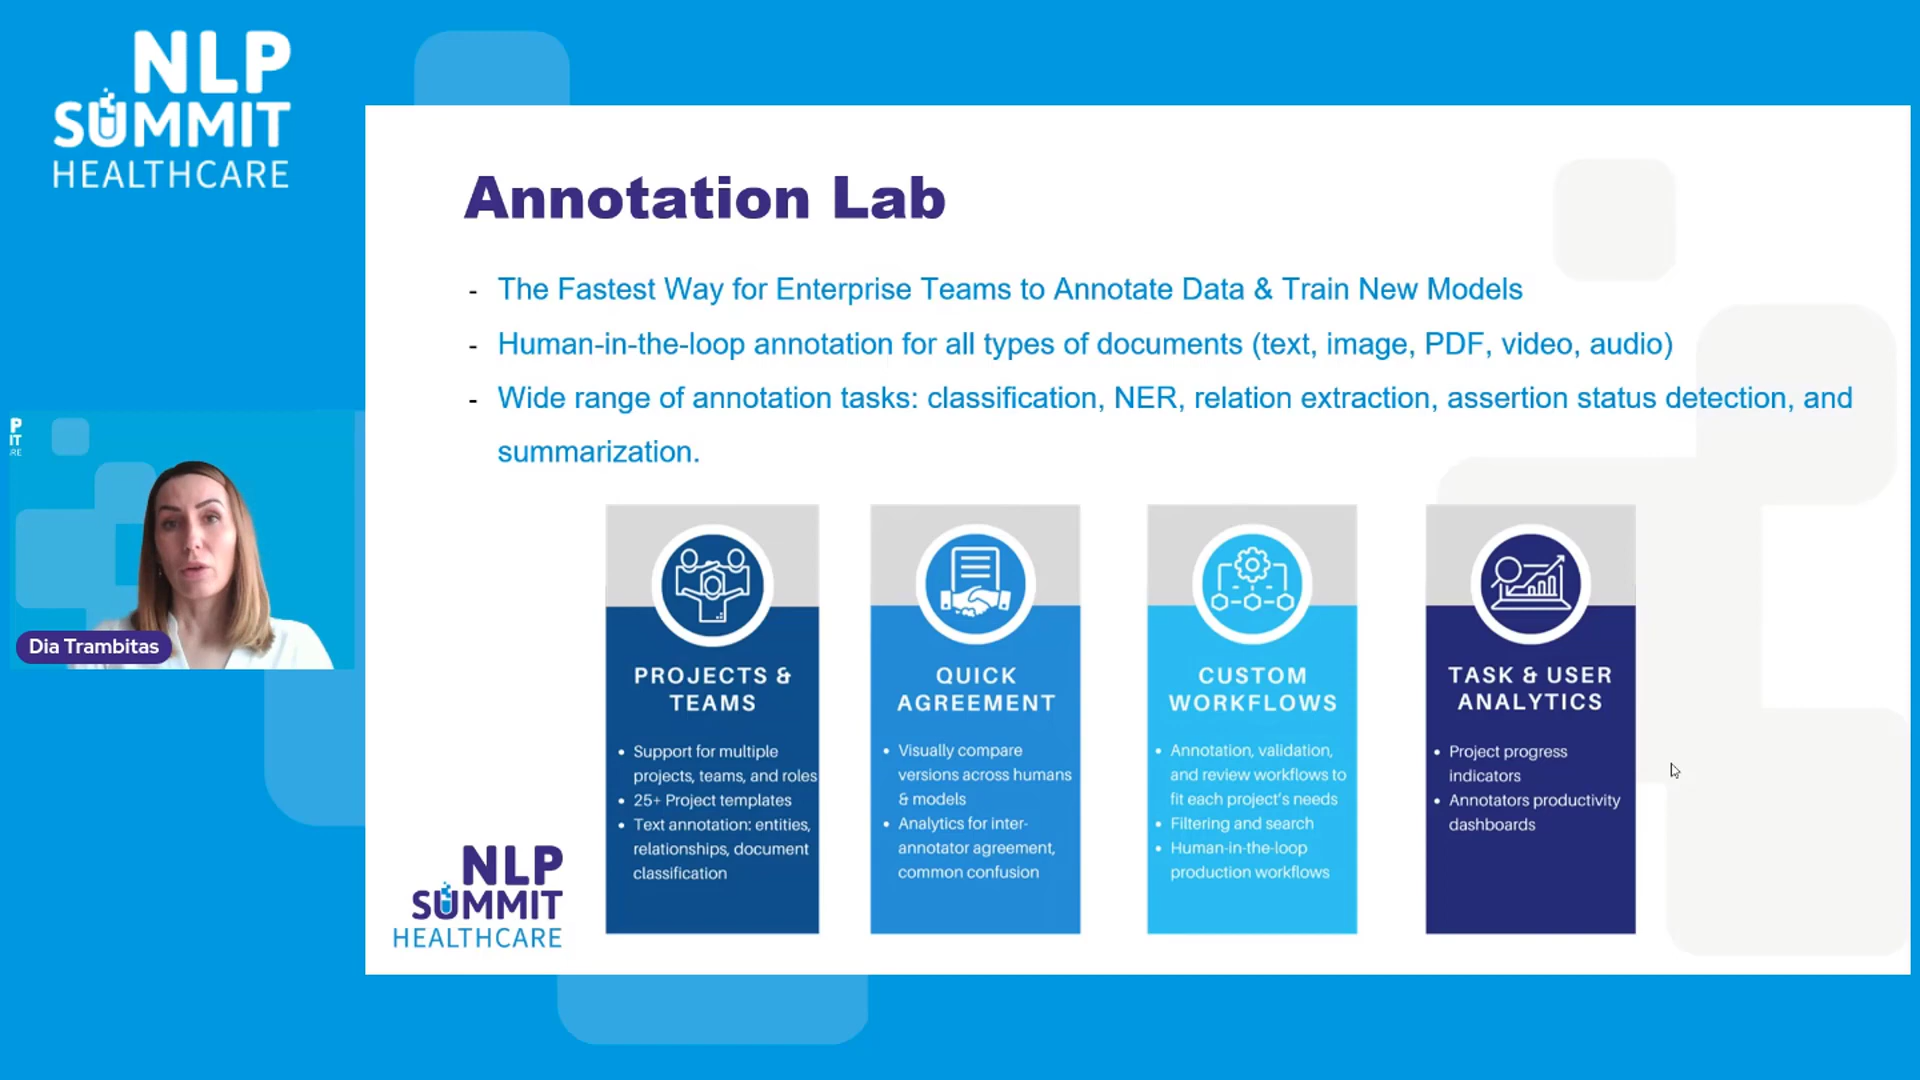 NLP
SUMMIT
HEALTHCARE
Annotation Lab
- The Fastest Way for Enterprise Teams to Annotate Data & Train New Models
- Human-in-the-loop annotation for all types of documents (text, image, PDF, video, audio)
- Wide range of annotation tasks: classification, NER, relation extraction, assertion status detection, and
summarization.
P
IT
RE
Dia Trambitas
PROJECTS &
TEAMS
• Support for multiple
projects, teams, and roles
• 25+ Project templates
• Text annotation: entities,
relationships, document
classification
QUICK
AGREEMENT
• Visually compare
versions across humans
& models
• Analytics for inter-
annotator agreement,
common confusion
CUSTOM
WORKFLOWS
• Annotation, validation,
and review workflows to
fit each project's needs
• Filtering and search
• Human-in-the-loop
production workflows
TASK & USER
ANALYTICS
• Project progress
indicators
• Annotators productivity
dashboards
NLP
SUMMIT
HEALTHCARE